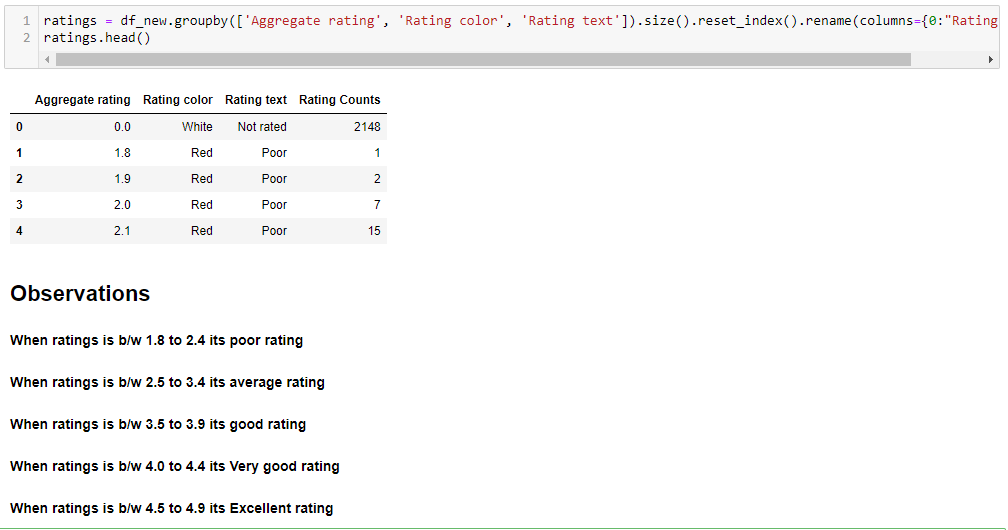 1 ratings = df_new.groupby(['Aggregate rating', 'Rating color', 'Rating text']).size().reset_index().rename(columns={0:"Rating
2 ratings.head()
Aggregate rating Rating color Rating text Rating Counts
0 0.0 White Not rated 2148
1 1.8 Red Poor 1
2 1.9 Red Poor 2
3 2.0 Red Poor 7
4 2.1 Red Poor 15
Observations
When ratings is b/w 1.8 to 2.4 its poor rating
When ratings is b/w 2.5 to 3.4 its average rating
When ratings is b/w 3.5 to 3.9 its good rating
When ratings is b/w 4.0 to 4.4 its Very good rating
When ratings is b/w 4.5 to 4.9 its Excellent rating